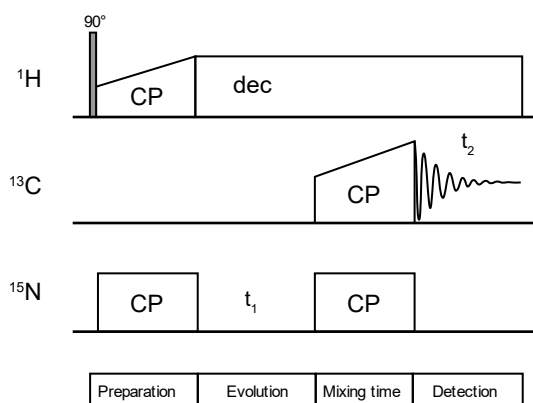 90°
¹H
CP
dec
¹³C
CP
t₂
¹⁵N
CP
t₁
CP
Preparation
Evolution
Mixing time
Detection